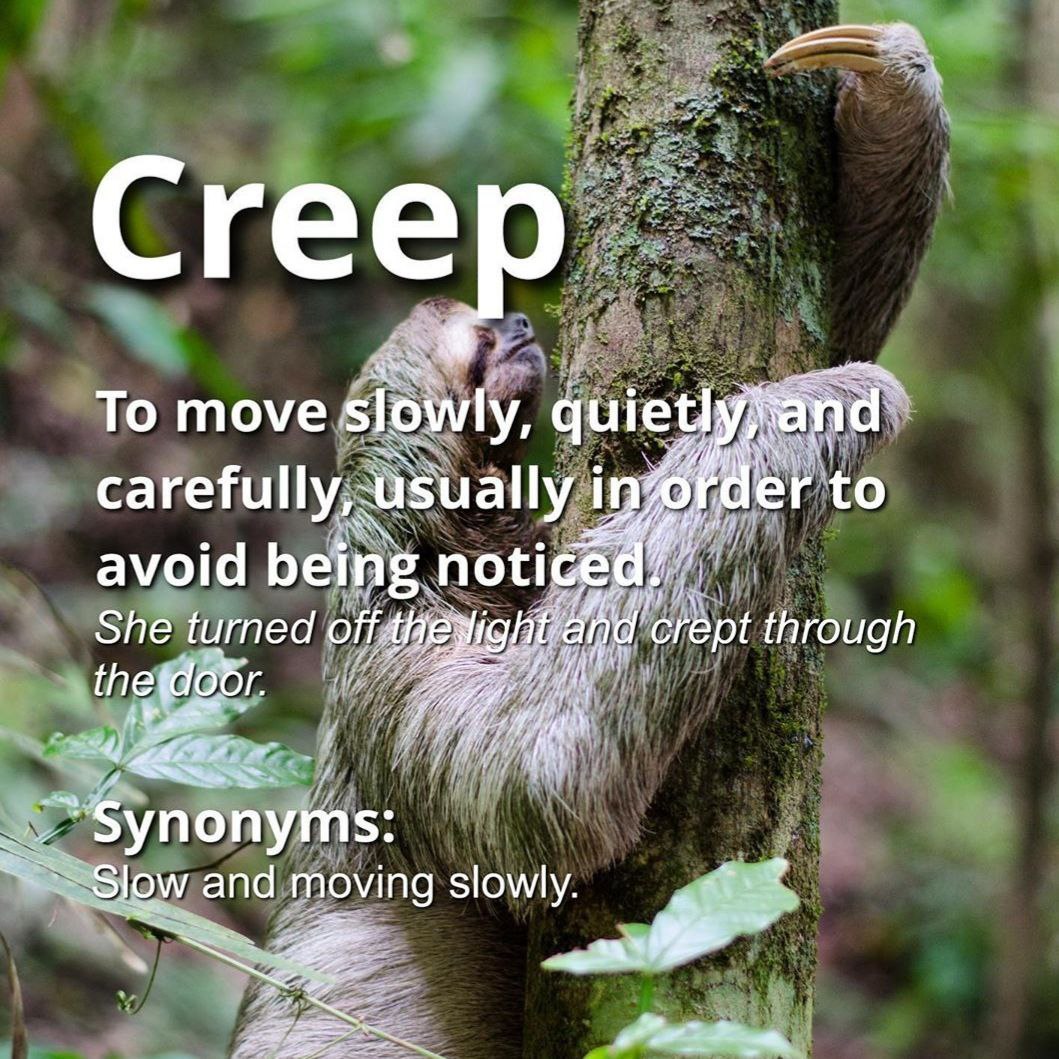 Creep
To move slowly, quietly, and
carefully, usually in order to
avoid being noticed.
She turned off the light and crept through
the door.
Synonyms:
Slow and moving slowly.